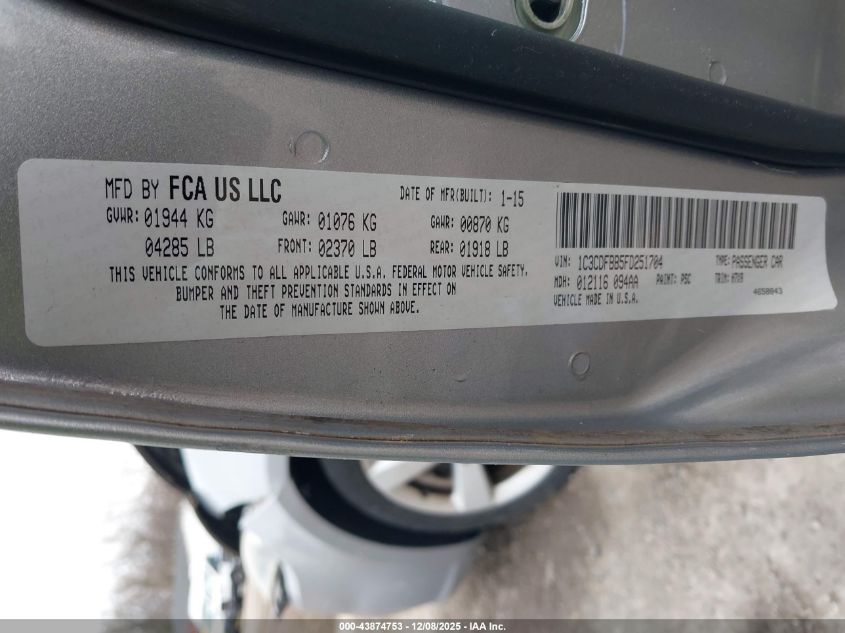 MFD BY FCA US LLC DATE OF MFR(BUILT): 1-15
GVWR: 01944 KG GAWR: 01076 KG GAWR: 00870 KG
04285 LB FRONT: 02370 LB REAR: 01918 LB
THIS VEHICLE CONFORMS TO ALL APPLICABLE U.S.A. FEDERAL MOTOR VEHICLE SAFETY.
BUMPER AND THEFT PREVENTION STANDARDS IN EFFECT ON
THE DATE OF MANUFACTURE SHOWN ABOVE.
VIN: 1C3CDFBB5FD251704 TYPE: PASSENGER CAR
MDH: 012116 094AA PAINT: PSC TRIM:
VEHICLE MADE IN U.S.A. 4650843
000-43874753 - 12/08/2025 - IAA Inc.